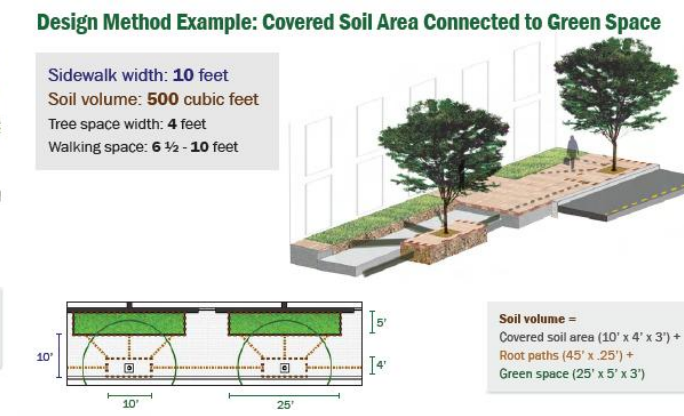 Design Method Example: Covered Soil Area Connected to Green Space
Sidewalk width: 10 feet
Soil volume: 500 cubic feet
Tree space width: 4 feet
Walking space: 6 ½ - 10 feet
5'
10'
4'
10'
25'
Soil volume =
Covered soil area (10' x 4' x 3') +
Root paths (45' x .25') +
Green space (25' x 5' x 3')